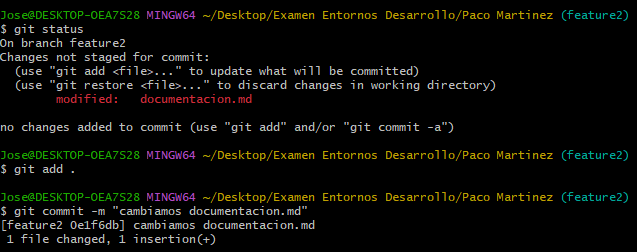 Jose@DESKTOP-OEA7S28 MINGW64 ~/Desktop/Examen Entornos Desarrollo/Paco Martinez (feature2)
$ git status
On branch feature2
Changes not staged for commit:
  (use "git add <file>..." to update what will be committed)
  (use "git restore <file>..." to discard changes in working directory)
        modified:   documentacion.md

no changes added to commit (use "git add" and/or "git commit -a")

Jose@DESKTOP-OEA7S28 MINGW64 ~/Desktop/Examen Entornos Desarrollo/Paco Martinez (feature2)
$ git add .

Jose@DESKTOP-OEA7S28 MINGW64 ~/Desktop/Examen Entornos Desarrollo/Paco Martinez (feature2)
$ git commit -m "cambiamos documentacion.md"
[feature2 0e1f6db] cambiamos documentacion.md
 1 file changed, 1 insertion(+)